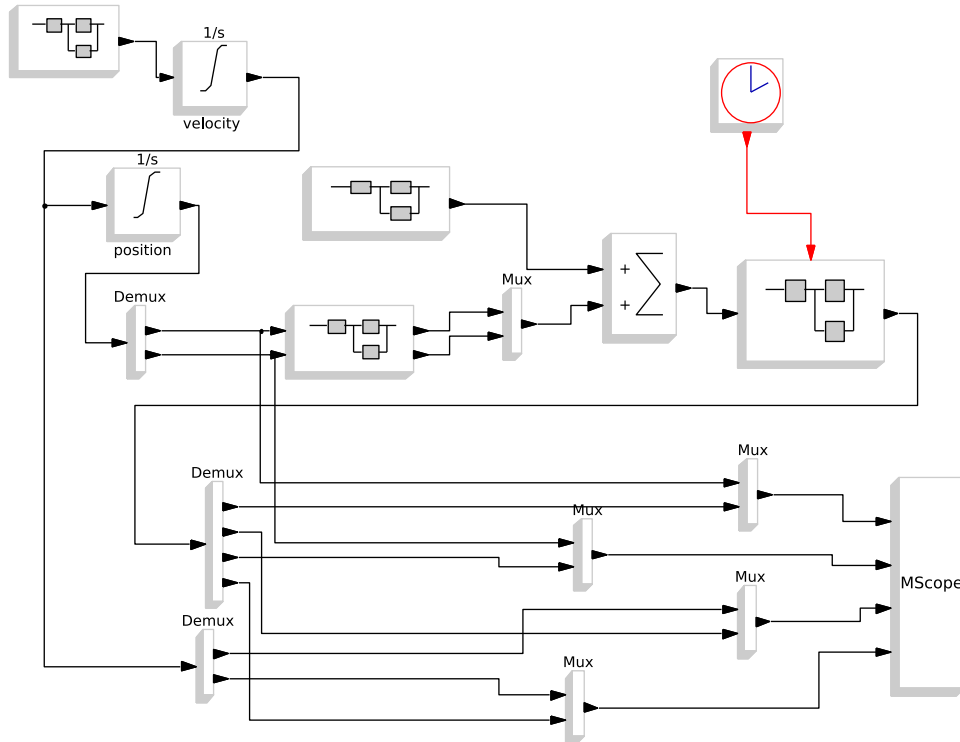 1/s
velocity
1/s
position
Demux
Mux
+
+
Mux
Demux
Mux
MScope
Mux
Demux
Mux